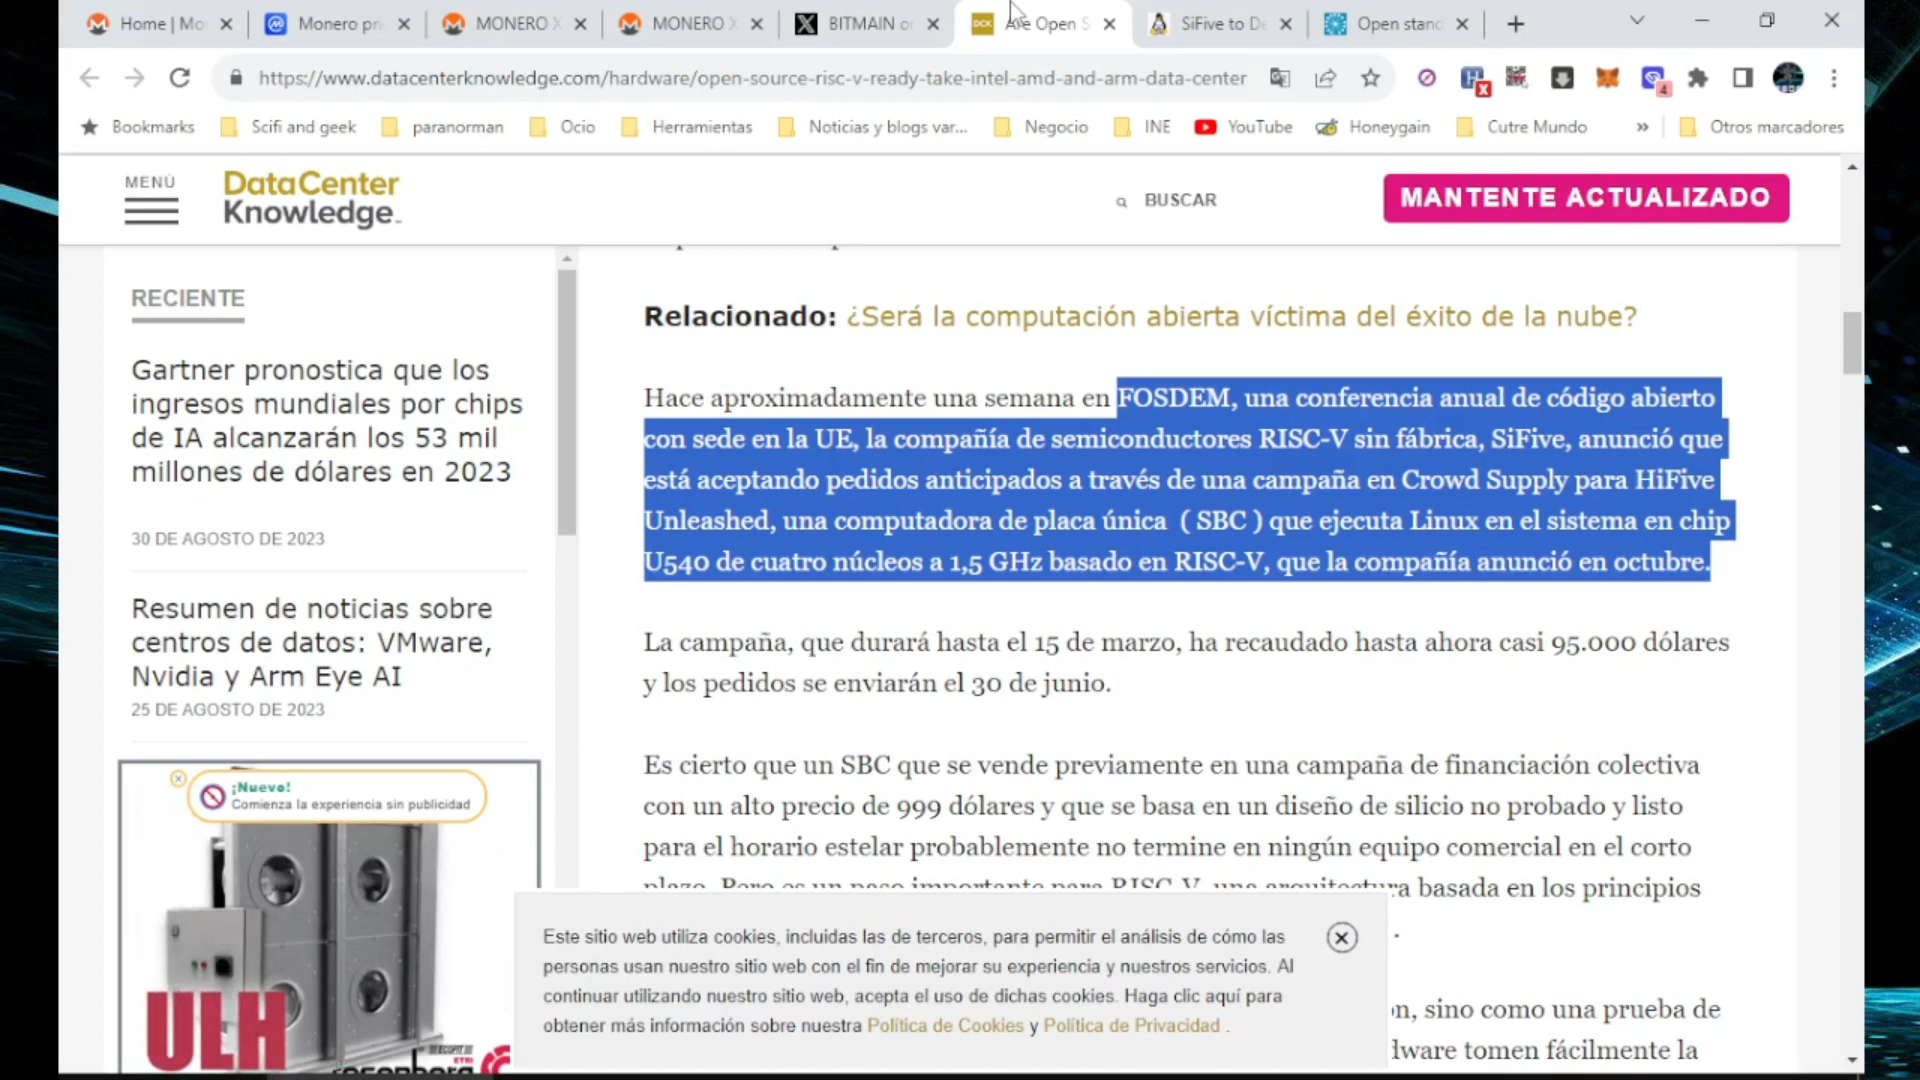 Home | Mo
Monero pri
MONERO X
MONERO X
BITMAIN or
Are Open S
SiFive to De
Open stanc
https://www.datacenterknowledge.com/hardware/open-source-risc-v-ready-take-intel-amd-and-arm-data-center
4
Bookmarks
Scifi and geek
paranorman
Ocio
Herramientas
Noticias y blogs var...
Negocio
INE
YouTube
Honeygain
Cutre Mundo
»
Otros marcadores
MENÚ
DataCenter
Knowledge
BUSCAR
MANTENTE ACTUALIZADO
RECIENTE
Gartner pronostica que los
ingresos mundiales por chips
de IA alcanzarán los 53 mil
millones de dólares en 2023
30 DE AGOSTO DE 2023
Resumen de noticias sobre
centros de datos: VMware,
Nvidia y Arm Eye AI
25 DE AGOSTO DE 2023
¡Nuevo!
Comienza la experiencia sin publicidad
ULH
Relacionado: ¿Será la computación abierta víctima del éxito de la nube?
Hace aproximadamente una semana en FOSDEM, una conferencia anual de código abierto
con sede en la UE, la compañía de semiconductores RISC-V sin fábrica, SiFive, anunció que
está aceptando pedidos anticipados a través de una campaña en Crowd Supply para HiFive
Unleashed, una computadora de placa única ( SBC ) que ejecuta Linux en el sistema en chip
U540 de cuatro núcleos a 1,5 GHz basado en RISC-V, que la compañía anunció en octubre.
La campaña, que durará hasta el 15 de marzo, ha recaudado hasta ahora casi 95.000 dólares
y los pedidos se enviarán el 30 de junio.
Es cierto que un SBC que se vende previamente en una campaña de financiación colectiva
con un alto precio de 999 dólares y que se basa en un diseño de silicio no probado y listo
para el horario estelar probablemente no termine en ningún equipo comercial en el corto
plazo. Pero es un paso importante para RISC-V, una arquitectura basada en los principios
Este sitio web utiliza cookies, incluidas las de terceros, para permitir el análisis de cómo las
personas usan nuestro sitio web con el fin de mejorar su experiencia y nuestros servicios. Al
continuar utilizando nuestro sitio web, acepta el uso de dichas cookies. Haga clic aquí para
obtener más información sobre nuestra Política de Cookies y Política de Privacidad .
n, sino como una prueba de
dware tomen fácilmente la